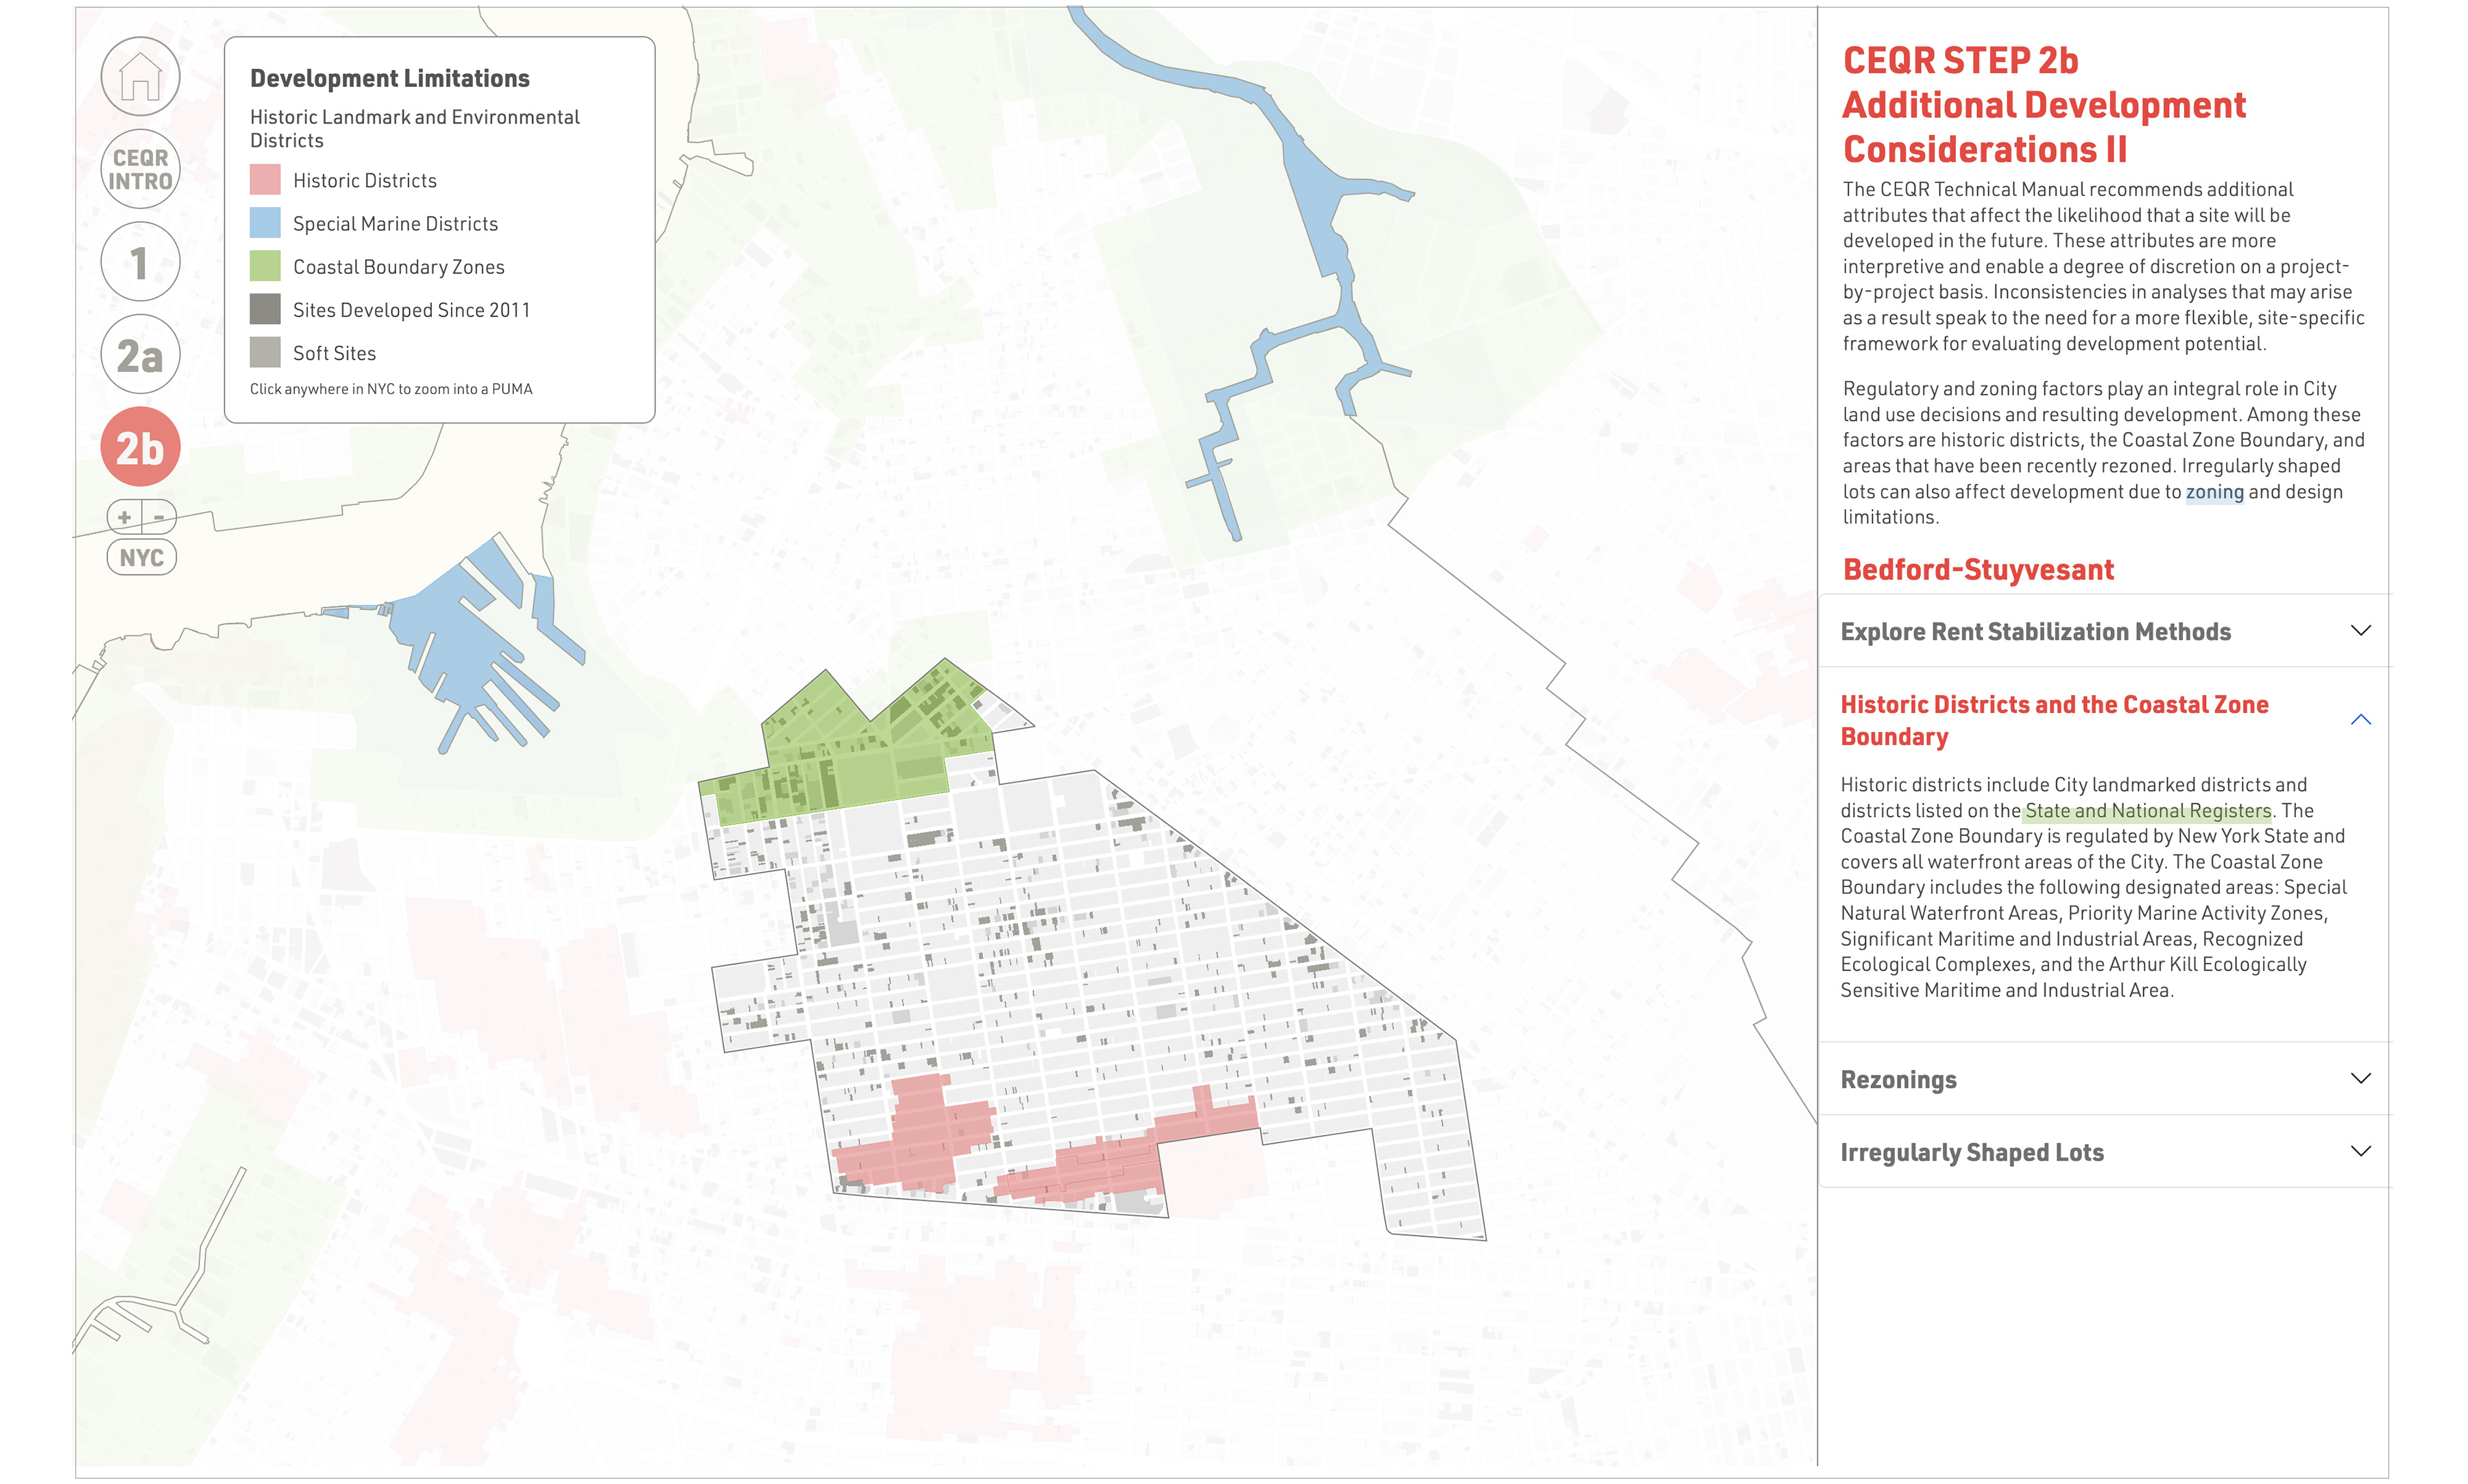 CEQR
INTRO
1
2a
2b
+ −
NYC
Development Limitations
Historic Landmark and Environmental
Districts
Historic Districts
Special Marine Districts
Coastal Boundary Zones
Sites Developed Since 2011
Soft Sites
Click anywhere in NYC to zoom into a PUMA
CEQR STEP 2b
Additional Development
Considerations II
The CEQR Technical Manual recommends additional
attributes that affect the likelihood that a site will be
developed in the future. These attributes are more
interpretive and enable a degree of discretion on a project-
by-project basis. Inconsistencies in analyses that may arise
as a result speak to the need for a more flexible, site-specific
framework for evaluating development potential.
Regulatory and zoning factors play an integral role in City
land use decisions and resulting development. Among these
factors are historic districts, the Coastal Zone Boundary, and
areas that have been recently rezoned. Irregularly shaped
lots can also affect development due to zoning and design
limitations.
Bedford-Stuyvesant
Explore Rent Stabilization Methods
Historic Districts and the Coastal Zone
Boundary
Historic districts include City landmarked districts and
districts listed on the State and National Registers. The
Coastal Zone Boundary is regulated by New York State and
covers all waterfront areas of the City. The Coastal Zone
Boundary includes the following designated areas: Special
Natural Waterfront Areas, Priority Marine Activity Zones,
Significant Maritime and Industrial Areas, Recognized
Ecological Complexes, and the Arthur Kill Ecologically
Sensitive Maritime and Industrial Area.
Rezonings
Irregularly Shaped Lots